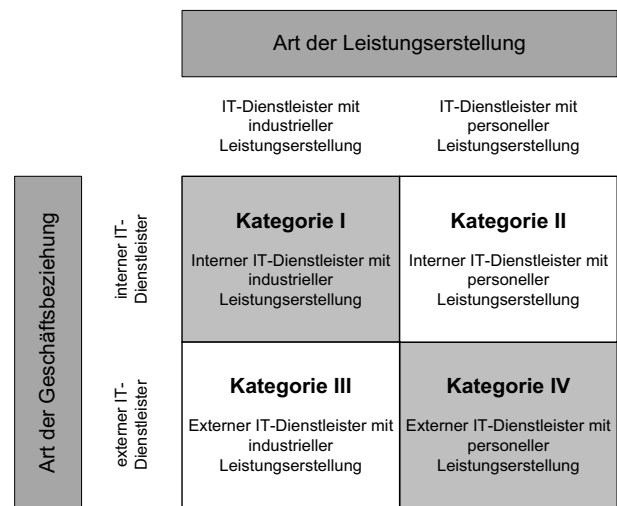 Art der Leistungserstellung
IT-Dienstleister mit
industrieller
Leistungserstellung
IT-Dienstleister mit
personeller
Leistungserstellung
Art der Geschäftsbeziehung
interner IT-
Dienstleister
Kategorie I
Interner IT-Dienstleister mit
industrieller
Leistungserstellung
Kategorie II
Interner IT-Dienstleister mit
personeller
Leistungserstellung
externer IT-
Dienstleister
Kategorie III
Externer IT-Dienstleister mit
industrieller
Leistungserstellung
Kategorie IV
Externer IT-Dienstleister mit
personeller
Leistungserstellung